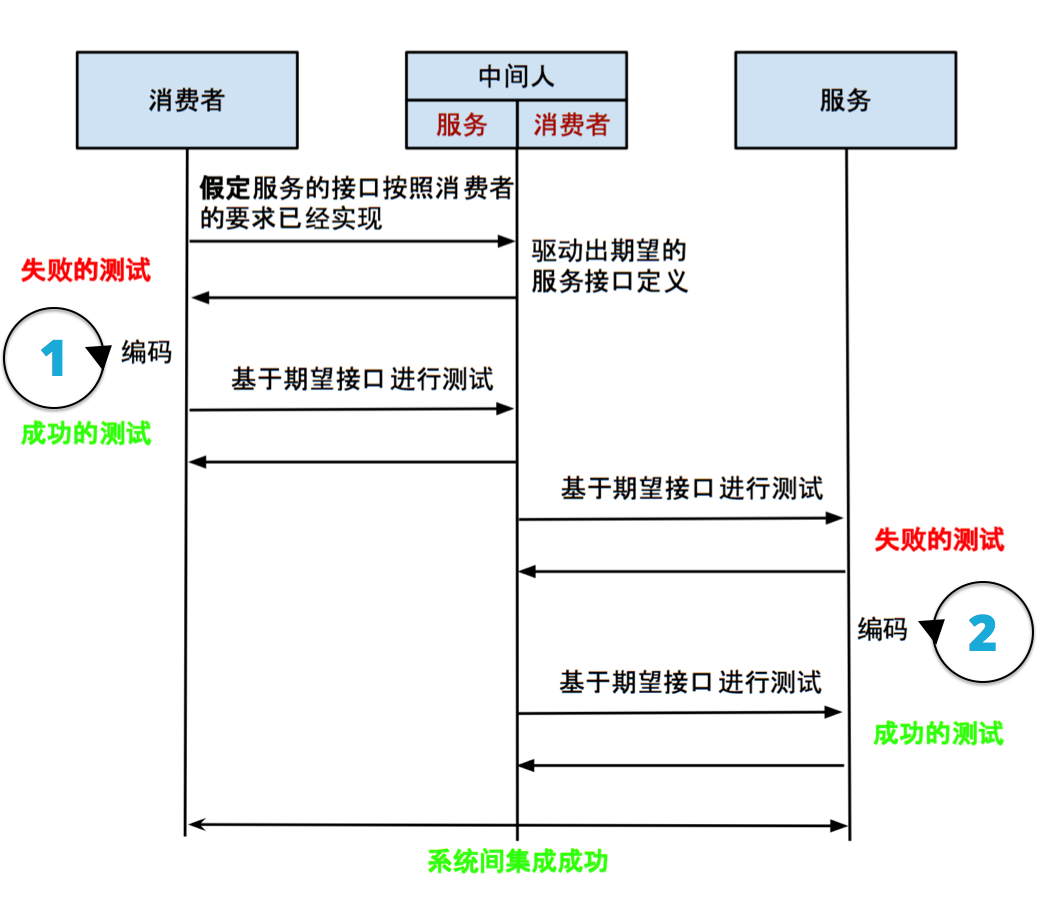 消费者
中间人
服务
消费者
服务
假定服务的接口按照消费者
的要求已经实现
驱动出期望的
服务接口定义
失败的测试
1
编码
基于期望接口进行测试
成功的测试
基于期望接口进行测试
失败的测试
编码
2
基于期望接口进行测试
成功的测试
系统间集成成功